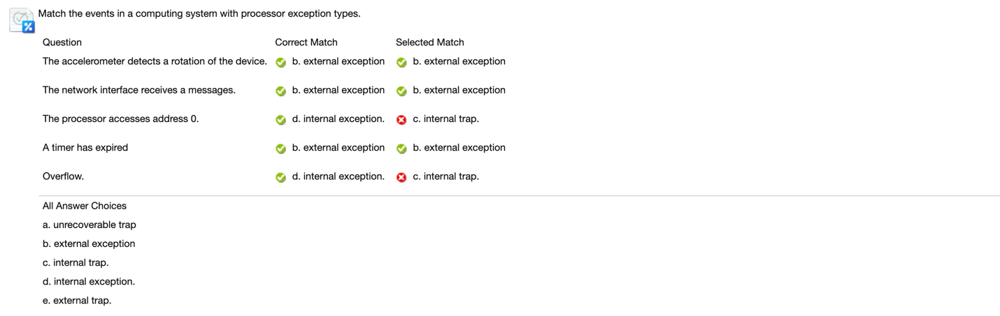 Match the events in a computing system with processor exception types.
Question Correct Match Selected Match
The accelerometer detects a rotation of the device. b. external exception b. external exception
The network interface receives a messages. b. external exception b. external exception
The processor accesses address 0. d. internal exception. c. internal trap.
A timer has expired b. external exception b. external exception
Overflow. d. internal exception. c. internal trap.
All Answer Choices
a. unrecoverable trap
b. external exception
c. internal trap.
d. internal exception.
e. external trap.